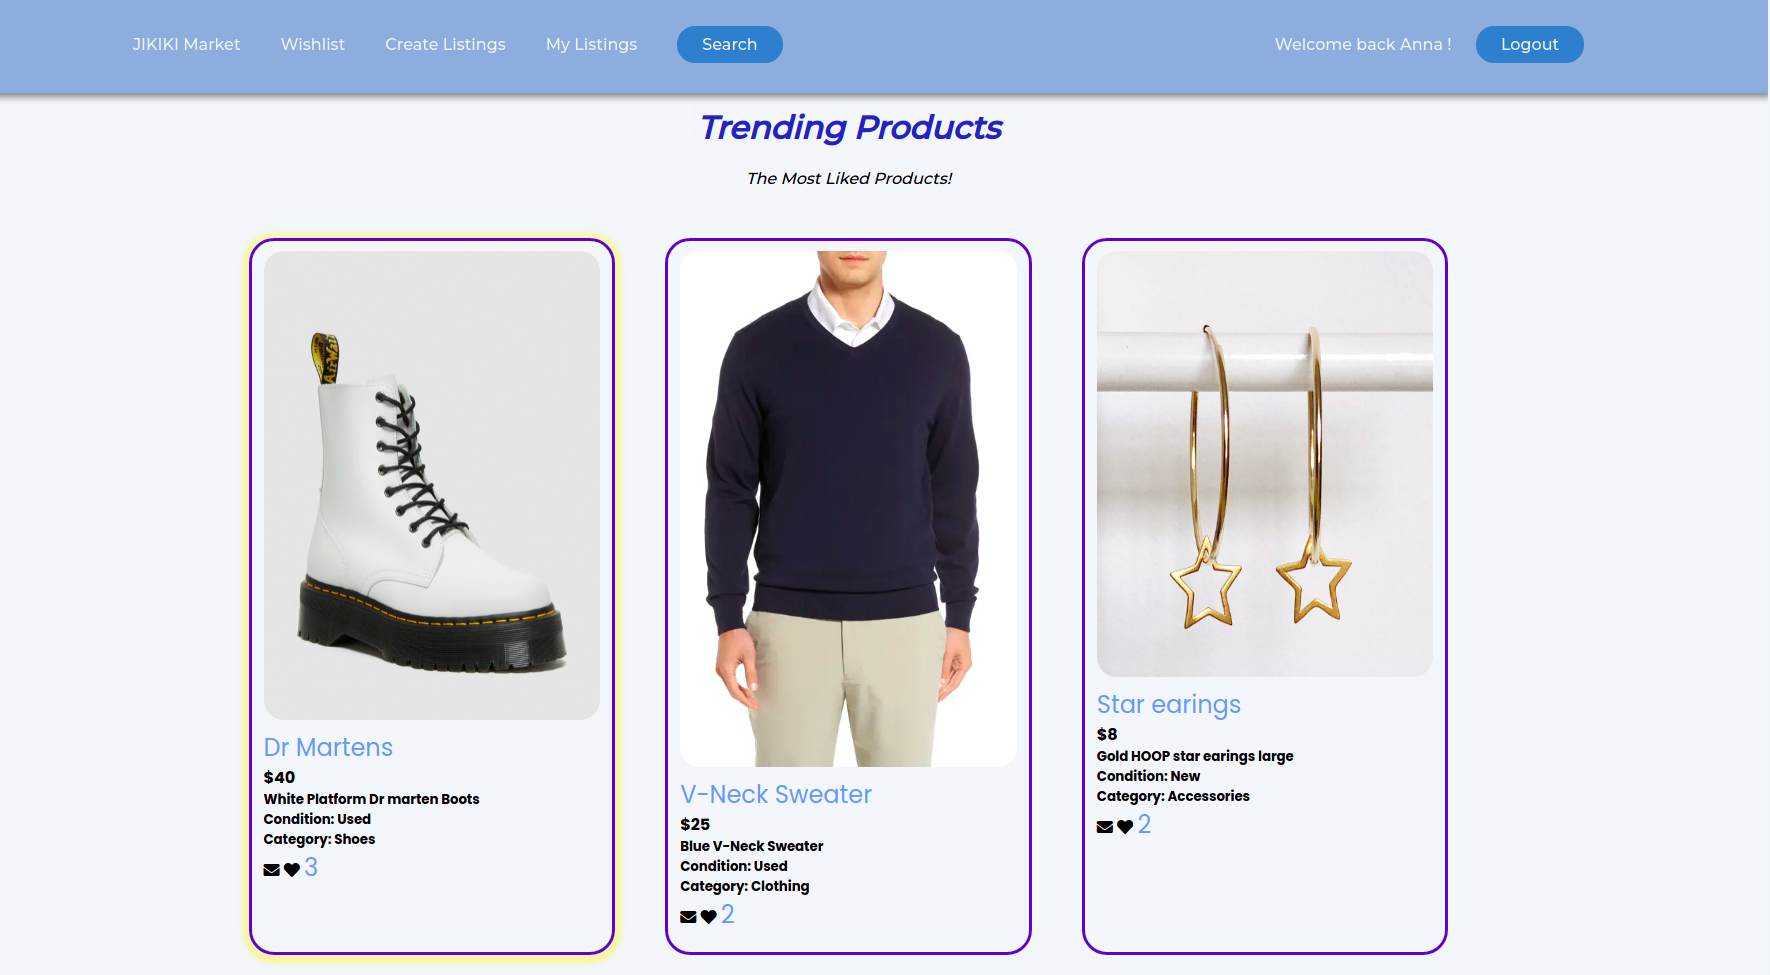 JIKIKI Market Wishlist Create Listings My Listings Search Welcome back Anna ! Logout
Trending Products
The Most Liked Products!
Dr Martens
$40
White Platform Dr marten Boots
Condition: Used
Category: Shoes
3
V-Neck Sweater
$25
Blue V-Neck Sweater
Condition: Used
Category: Clothing
2
Star earings
$8
Gold HOOP star earings large
Condition: New
Category: Accessories
2